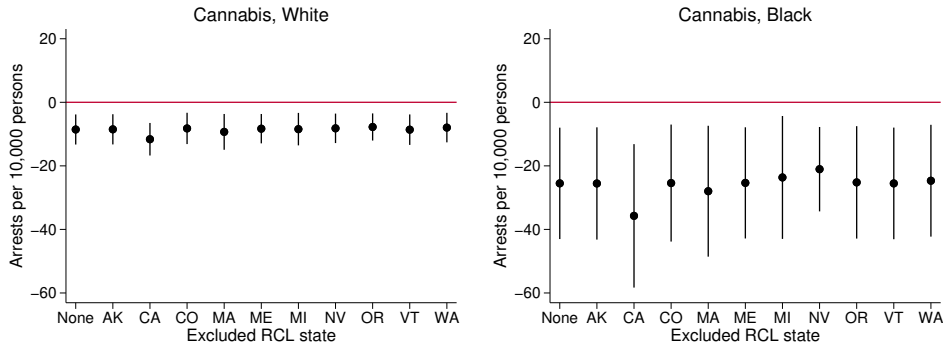 Cannabis, White
Arrests per 10,000 persons
20
0
−20
−40
−60
None AK CA CO MA ME MI NV OR VT WA
Excluded RCL state
Cannabis, Black
Arrests per 10,000 persons
20
0
−20
−40
−60
None AK CA CO MA ME MI NV OR VT WA
Excluded RCL state